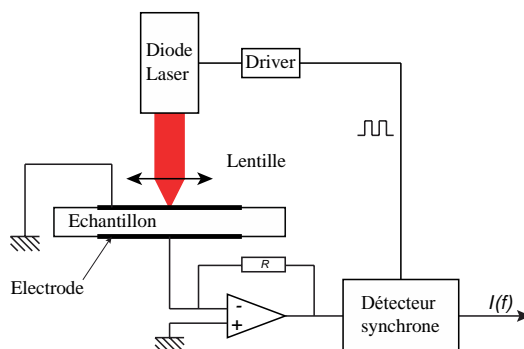 Diode
Laser
Driver
Lentille
Echantillon
Electrode
R
-
+
Détecteur
synchrone
I(f)